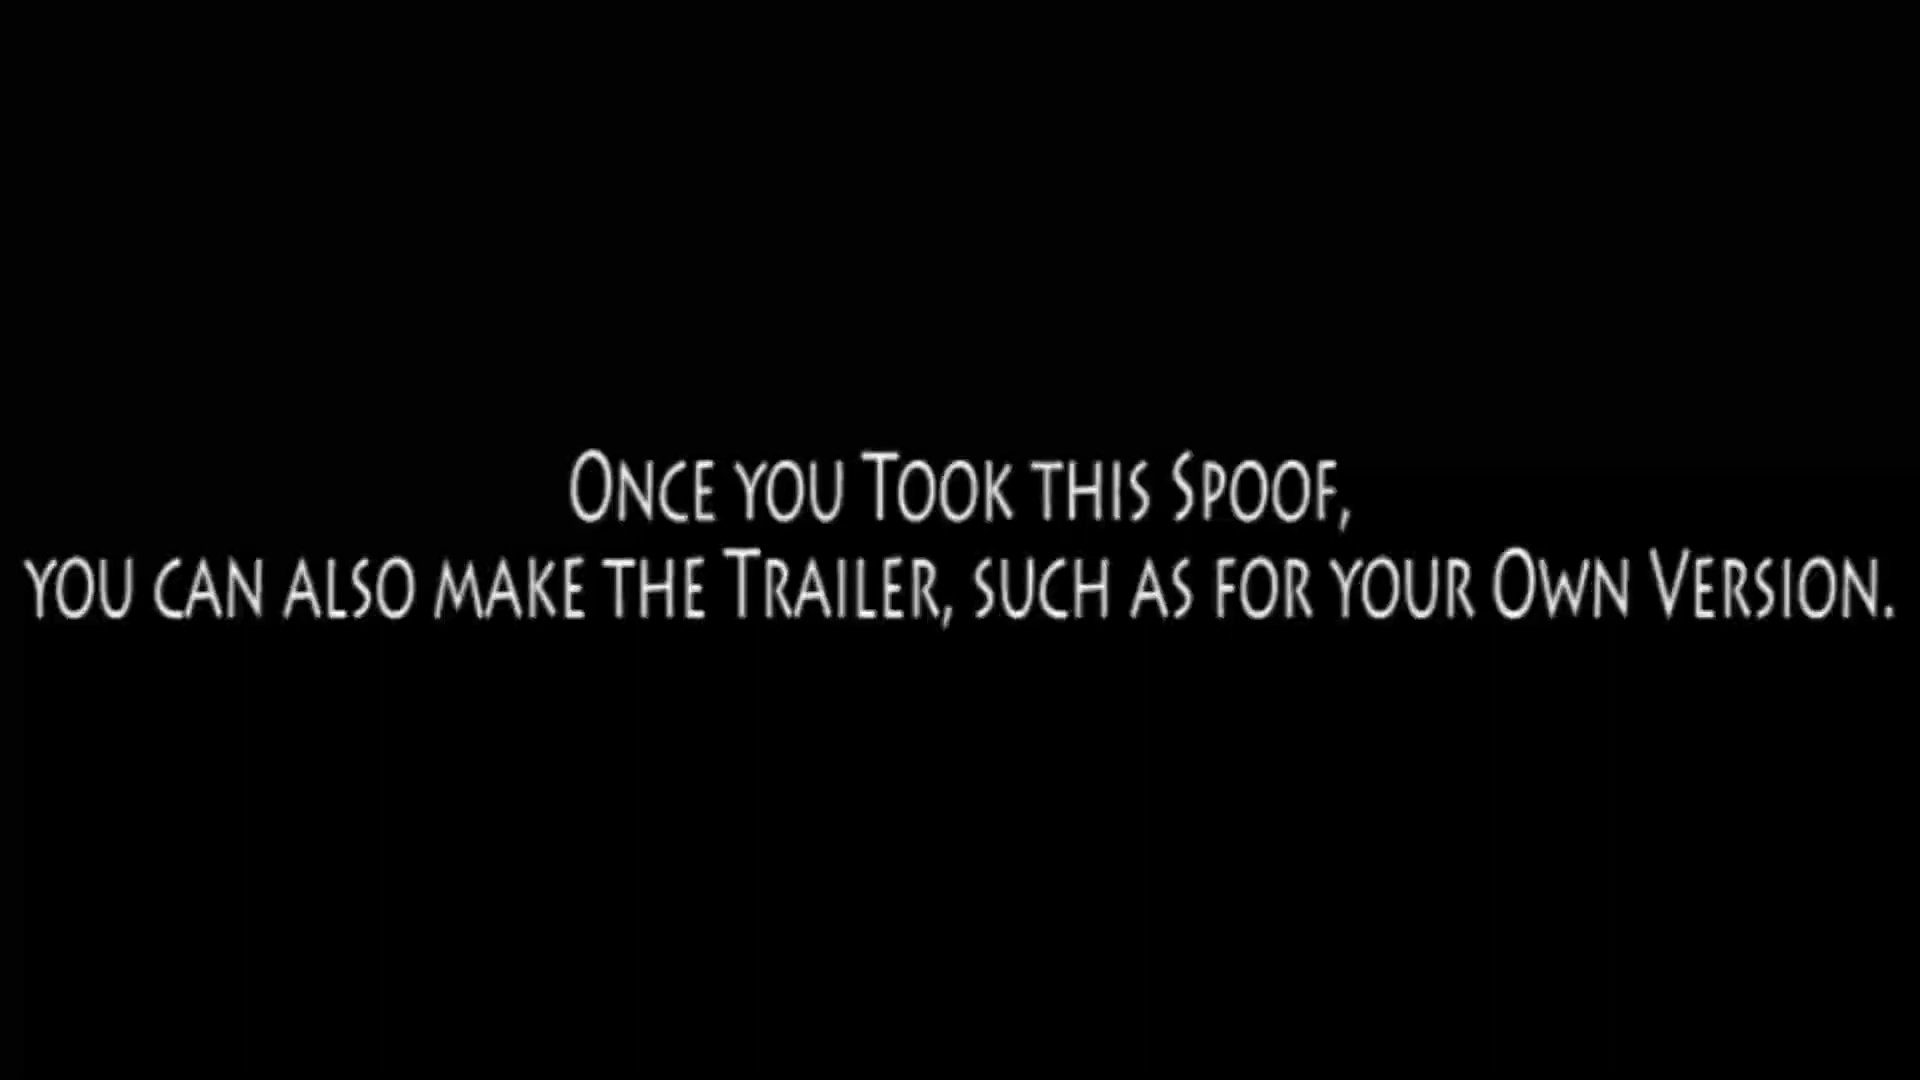 Once you Took this Spoof,
you can also make the Trailer, such as for your Own Version.